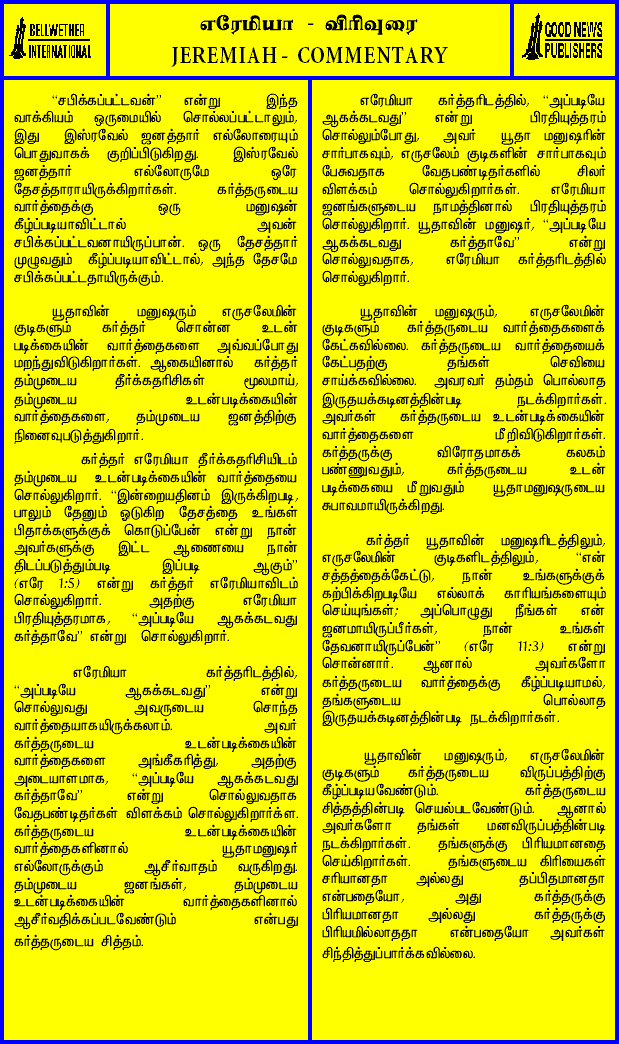 BELLWETHER
INTERNATIONAL
எரேமியா - விரிவுரை
JEREMIAH - COMMENTARY
GOOD NEWS
PUBLISHERS
“சபிக்கப்பட்டவன்” என்று இந்த
வாக்கியம் ஒருமையில் சொல்லப்பட்டாலும்,
இது இஸ்ரவேல் ஜனத்தார் எல்லோரையும்
பொதுவாகக் குறிப்பிடுகிறது. இஸ்ரவேல்
ஜனத்தார் எல்லோருமே ஒரே
தேசத்தாராயிருக்கிறார்கள். கர்த்தருடைய
வார்த்தைக்கு ஒரு மனுஷன்
கீழ்ப்படியாவிட்டால் அவன்
சபிக்கப்பட்டவனாயிருப்பான். ஒரு தேசத்தார்
முழுவதும் கீழ்ப்படியாவிட்டால், அந்த தேசமே
சபிக்கப்பட்டதாயிருக்கும்.
யூதாவின் மனுஷரும் எருசலேமின்
குடிகளும் கர்த்தர் சொன்ன உடன்
படிக்கையின் வார்த்தைகளை அவ்வப்போது
மறந்துவிடுகிறார்கள். ஆகையினால் கர்த்தர்
தம்முடைய தீர்க்கதரிசிகள் மூலமாய்,
தம்முடைய உடன்படிக்கையின்
வார்த்தைகளை, தம்முடைய ஜனத்திற்கு
நினைவுபடுத்துகிறார்.
கர்த்தர் எரேமியா தீர்க்கதரிசியிடம்
தம்முடைய உடன்படிக்கையின் வார்த்தையை
சொல்லுகிறார். “இன்றையதினம் இருக்கிறபடி,
பாலும் தேனும் ஒடுகிற தேசத்தை உங்கள்
பிதாக்களுக்குக் கொடுப்பேன் என்று நான்
அவர்களுக்கு இட்ட ஆணையை நான்
திடப்படுத்தும்படி இப்படி ஆகும்”
(எரே 1:5) என்று கர்த்தர் எரேமியாவிடம்
சொல்லுகிறார். அதற்கு எரேமியா
பிரதியுத்தரமாக, “அப்படியே ஆகக்கடவது
கர்த்தாவே” என்று சொல்லுகிறார்.
எரேமியா கர்த்தரிடத்தில்,
“அப்படியே ஆகக்கடவது” என்று
சொல்லுவது அவருடைய சொந்த
வார்த்தையாகயிருக்கலாம். அவர்
கர்த்தருடைய உடன்படிக்கையின்
வார்த்தைகளை அங்கீகரித்து, அதற்கு
அடையாளமாக, “அப்படியே ஆகக்கடவது
கர்த்தாவே” என்று சொல்லுவதாக
வேதபண்டிதர்கள் விளக்கம் சொல்லுகிறார்க்ள.
கர்த்தருடைய உடன்படிக்கையின்
வார்த்தைகளினால் யூதாமனுஷர்
எல்லோருக்கும் ஆசீர்வாதம் வருகிறது.
தம்முடைய ஜனங்கள், தம்முடைய
உடன்படிக்கையின் வார்த்தைகளினால்
ஆசீர்வதிக்கப்படவேண்டும் என்பது
கர்த்தருடைய சித்தம்.
எரேமியா கர்த்தரிடத்தில், “அப்படியே
ஆகக்கடவது” என்று பிரதியுத்தரம்
சொல்லும்போது, அவர் யூதா மனுஷரின்
சார்பாகவும், எருசலேம் குடிகளின் சார்பாகவும்
பேசுவதாக வேதபண்டிதர்களில் சிலர்
விளக்கம் சொல்லுகிறார்கள். எரேமியா
ஜனங்களுடைய நாமத்தினால் பிரதியுத்தரம்
சொல்லுகிறார். யூதாவின் மனுஷர், “அப்படியே
ஆகக்கடவது கர்த்தாவே” என்று
சொல்லுவதாக, எரேமியா கர்த்தரிடத்தில்
சொல்லுகிறார்.
யூதாவின் மனுஷரும், எருசலேமின்
குடிகளும் கர்த்தருடைய வார்த்தைகளைக்
கேட்கவில்லை. கர்த்தருடைய வார்த்தையைக்
கேட்பதற்கு தங்கள் செவியை
சாய்க்கவில்லை. அவரவர் தம்தம் பொல்லாத
இருதயக்கடினத்தின்படி நடக்கிறார்கள்.
அவர்கள் கர்த்தருடைய உடன்படிக்கையின்
வார்த்தைகளை மீறிவிடுகிறார்கள்.
கர்த்தருக்கு விரோதமாகக் கலகம்
பண்ணுவதும், கர்த்தருடைய உடன்
படிக்கையை மீறுவதும் யூதாமனுஷருடைய
சுபாவமாயிருக்கிறது.
கர்த்தர் யூதாவின் மனுஷரிடத்திலும்,
எருசலேமின் குடிகளிடத்திலும், “என்
சத்தத்தைக்கேட்டு, நான் உங்களுக்குக்
கற்பிக்கிறபடியே எல்லாக் காரியங்களையும்
செய்யுங்கள்; அப்பொழுது நீங்கள் என்
ஜனமாயிருப்பீர்கள், நான் உங்கள்
தேவனாயிருப்பேன்” (எரே 11:3) என்று
சொன்னார். ஆனால் அவர்களோ
கர்த்தருடைய வார்த்தைக்கு கீழ்ப்படியாமல்,
தங்களுடைய பொல்லாத
இருதயக்கடினத்தின்படி நடக்கிறார்கள்.
யூதாவின் மனுஷரும், எருசலேமின்
குடிகளும் கர்த்தருடைய விருப்பத்திற்கு
கீழ்ப்படியவேண்டும். கர்த்தருடைய
சித்தத்தின்படி செயல்படவேண்டும். ஆனால்
அவர்களோ தங்கள் மனவிருப்பத்தின்படி
நடக்கிறார்கள். தங்களுக்கு பிரியமானதை
செய்கிறார்கள். தங்களுடைய கிரியைகள்
சரியானதா அல்லது தப்பிதமானதா
என்பதையோ, அது கர்த்தருக்கு
பிரியமானதா அல்லது கர்த்தருக்கு
பிரியமில்லாததா என்பதையோ அவர்கள்
சிந்தித்துப்பார்க்கவில்லை.